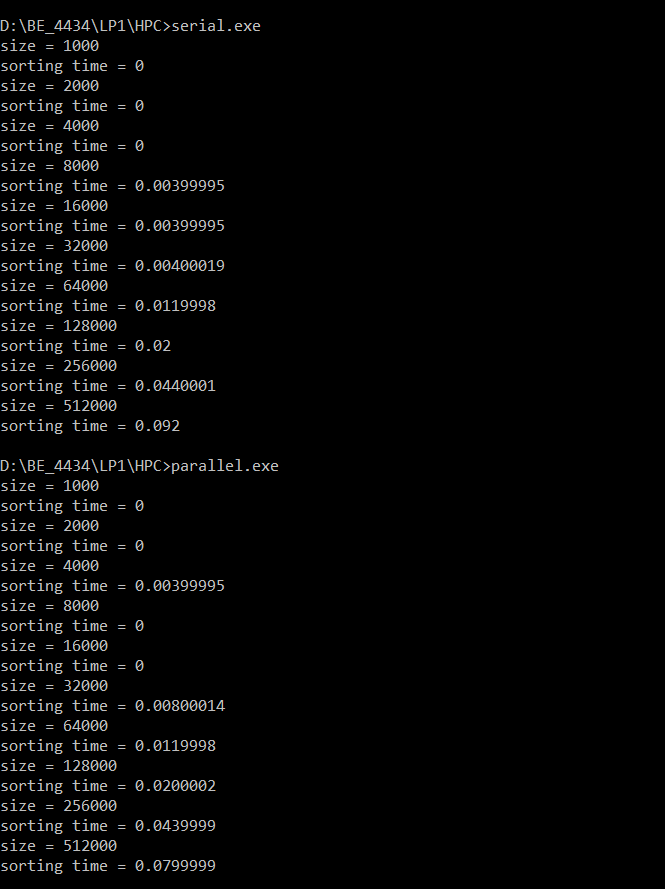 D:\BE_4434\LP1\HPC>serial.exe
size = 1000
sorting time = 0
size = 2000
sorting time = 0
size = 4000
sorting time = 0
size = 8000
sorting time = 0.00399995
size = 16000
sorting time = 0.00399995
size = 32000
sorting time = 0.00400019
size = 64000
sorting time = 0.0119998
size = 128000
sorting time = 0.02
size = 256000
sorting time = 0.0440001
size = 512000
sorting time = 0.092
D:\BE_4434\LP1\HPC>parallel.exe
size = 1000
sorting time = 0
size = 2000
sorting time = 0
size = 4000
sorting time = 0.00399995
size = 8000
sorting time = 0
size = 16000
sorting time = 0
size = 32000
sorting time = 0.00800014
size = 64000
sorting time = 0.0119998
size = 128000
sorting time = 0.0200002
size = 256000
sorting time = 0.0439999
size = 512000
sorting time = 0.0799999